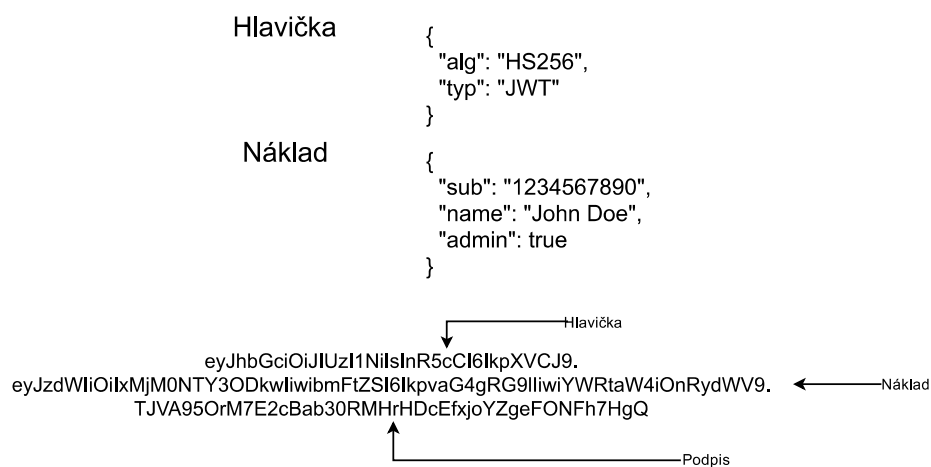 Hlavička
{
"alg": "HS256",
"typ": "JWT"
}
Náklad
{
"sub": "1234567890",
"name": "John Doe",
"admin": true
}
Hlavička
eyJhbGciOiJIUzI1NiIsInR5cCI6IkpXVCJ9.
eyJzdWIiOiIxMjM0NTY3ODkwIiwibmFtZSI6IkpvaG4gRG9lIiwiYWRtaW4iOnRydWV9.
Náklad
TJVA95OrM7E2cBab30RMHrHDcEfxjoYZgeFONFh7HgQ
Podpis